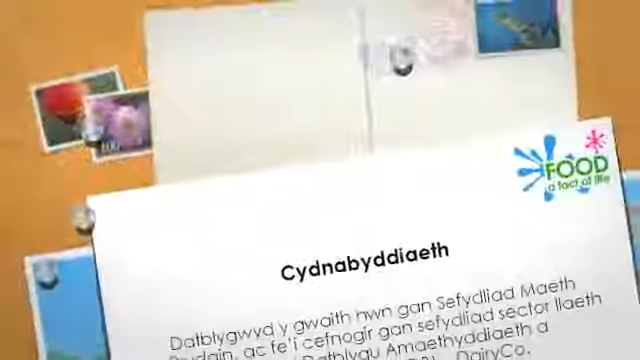 FOOD
a fact of life
Cydnabyddiaeth
Datblygwyd y gwaith hwn gan Sefydliad Maeth
Prydain, ac fe'i cefnogir gan sefydliad sector llaeth
Datblygu Amaethyddiaeth a
DairyCo.